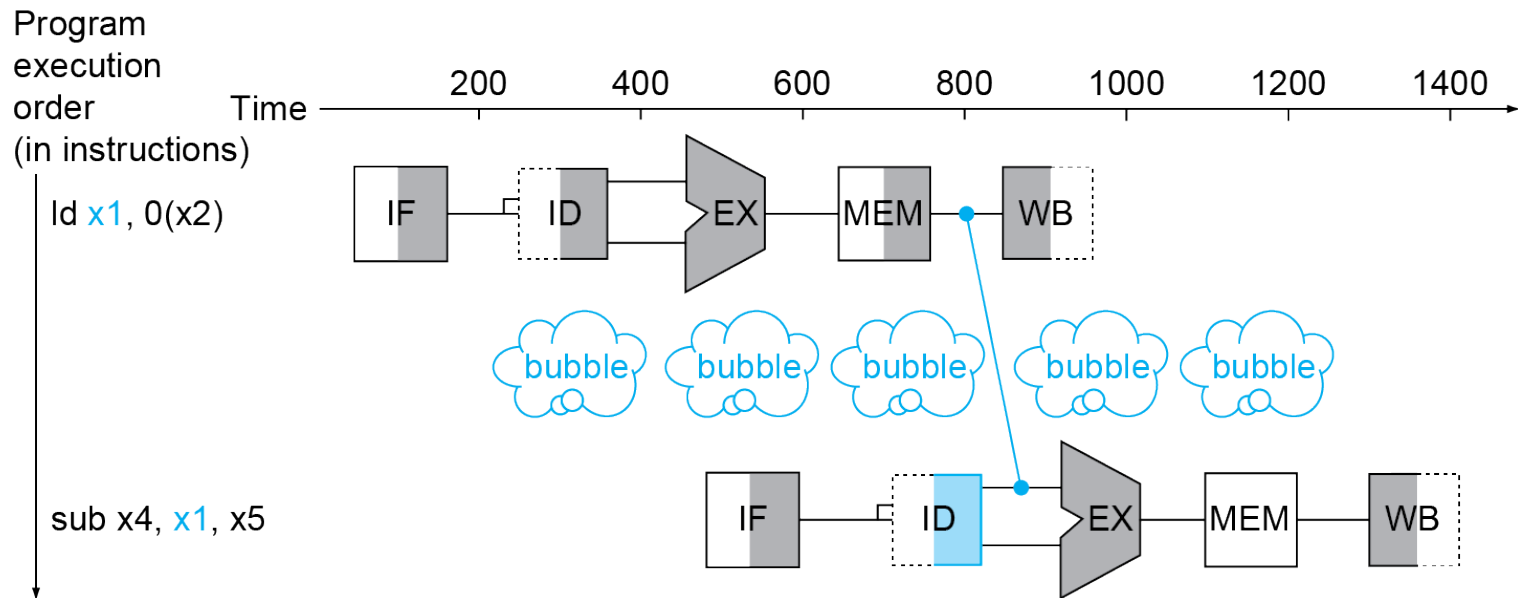 Program
execution
order
(in instructions)
Time
200 400 600 800 1000 1200 1400
ld x1, 0(x2)
IF ID EX MEM WB
bubble bubble bubble bubble bubble
sub x4, x1, x5
IF ID EX MEM WB